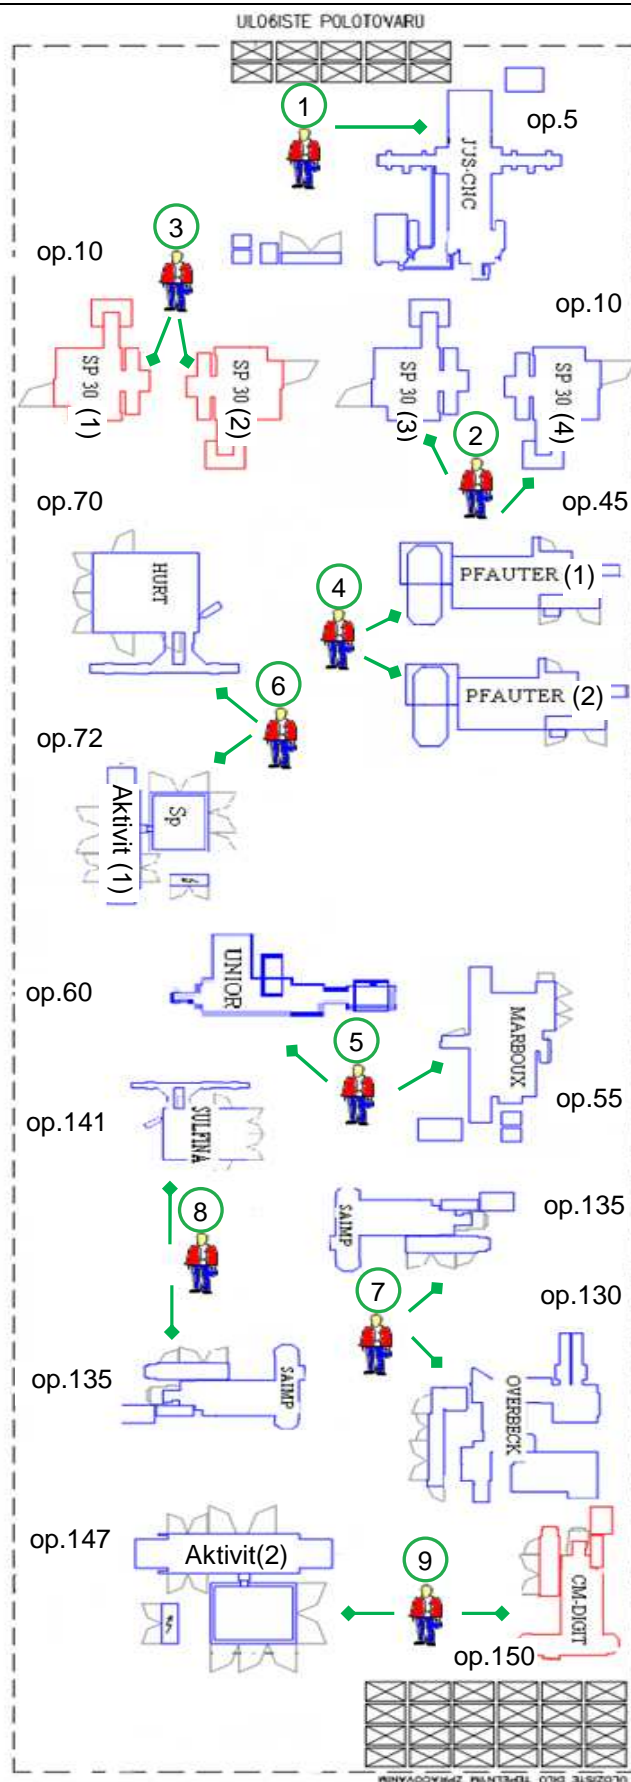 ULO6ISTE POLOTOVARU
1
op.5
JUS-CNC
3
op.10
op.10
SP 30 (1)
SP 30 (2)
SP 30 (3)
SP 30 (4)
2
op.70
op.45
HURT
PFAUTER (1)
4
6
PFAUTER (2)
op.72
Aktivit (1)
Sp
UNIOR
op.60
MARBOUX
5
op.55
op.141
SULFINA
8
SAIMP
op.135
7
op.130
op.135
SAIMP
OVERBECK
op.147
Aktivit(2)
9
CM-DIGIT
op.150